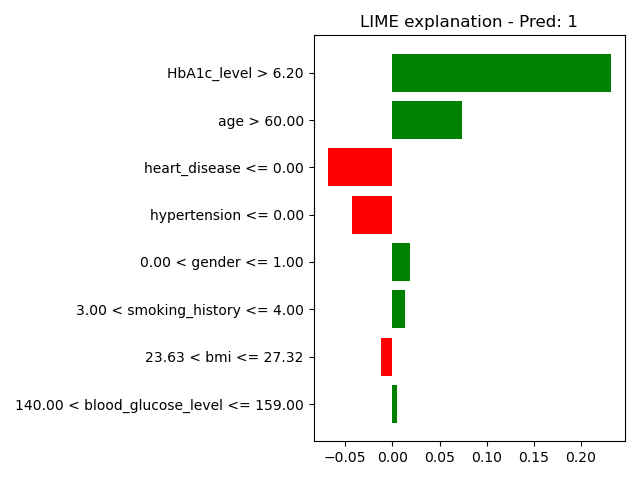 LIME explanation - Pred: 1
HbA1c_level > 6.20
age > 60.00
heart_disease <= 0.00
hypertension <= 0.00
0.00 < gender <= 1.00
3.00 < smoking_history <= 4.00
23.63 < bmi <= 27.32
140.00 < blood_glucose_level <= 159.00
−0.05 0.00 0.05 0.10 0.15 0.20